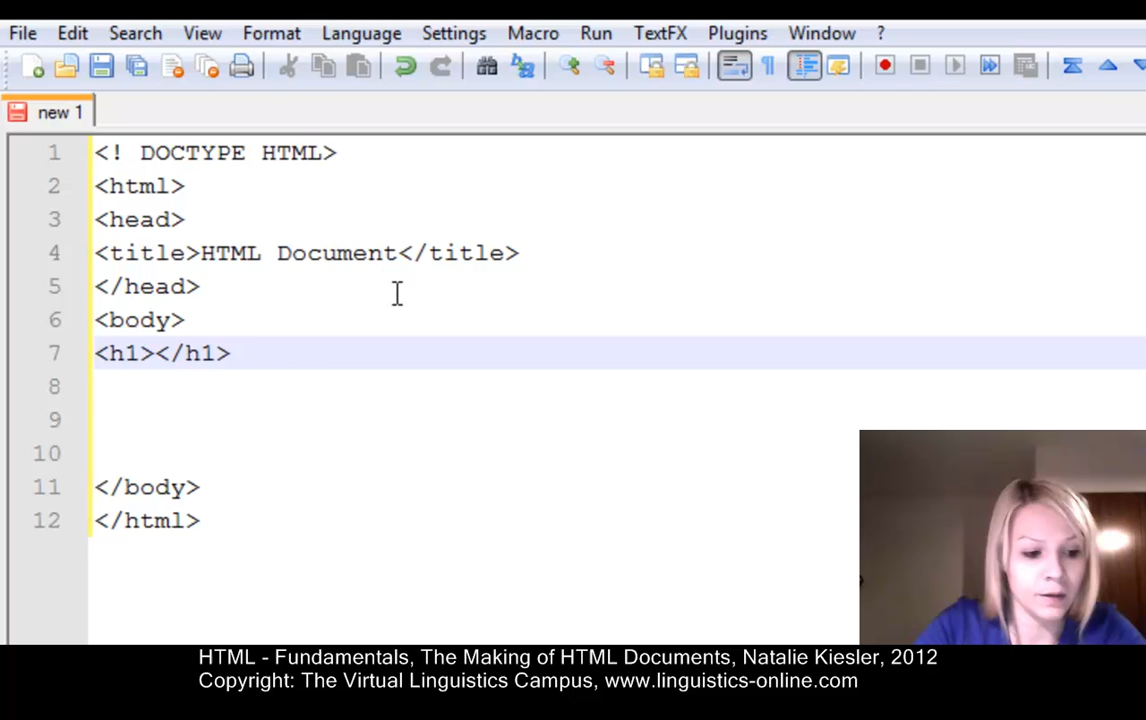 File Edit Search View Format Language Settings Macro Run TextFX Plugins Window ?
new 1
1 <! DOCTYPE HTML>
2 <html>
3 <head>
4 <title>HTML Document</title>
5 </head>
6 <body>
7 <h1></h1>
8
9
10
11 </body>
12 </html>
HTML - Fundamentals, The Making of HTML Documents, Natalie Kiesler, 2012
Copyright: The Virtual Linguistics Campus, www.linguistics-online.com